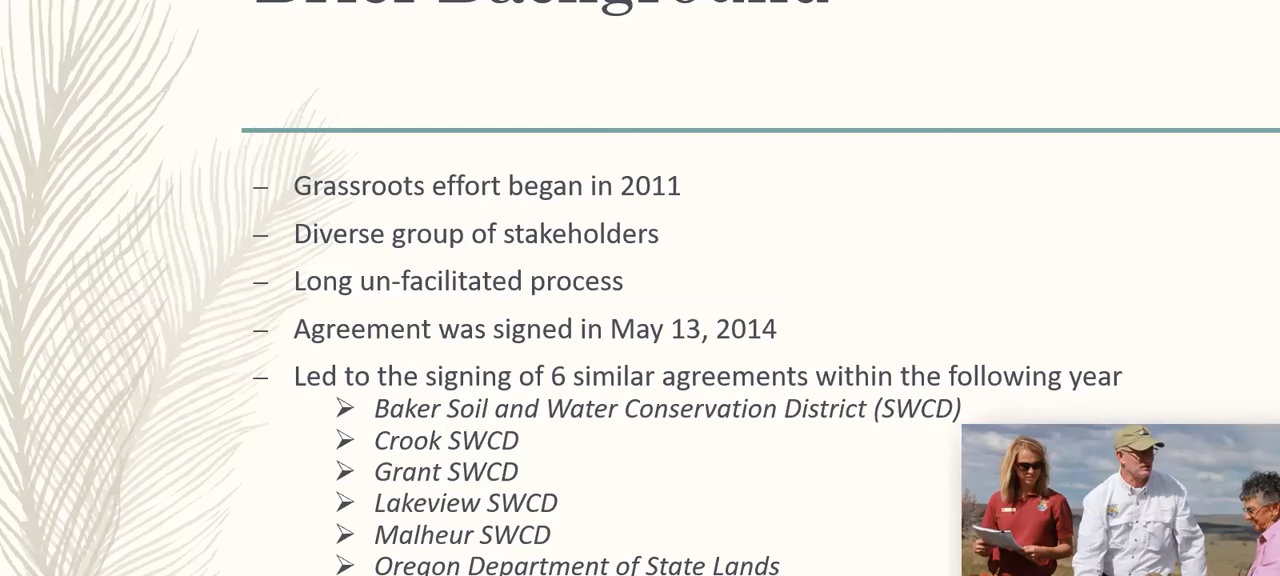 Brief Background
– Grassroots effort began in 2011
– Diverse group of stakeholders
– Long un-facilitated process
– Agreement was signed in May 13, 2014
– Led to the signing of 6 similar agreements within the following year
➢ Baker Soil and Water Conservation District (SWCD)
➢ Crook SWCD
➢ Grant SWCD
➢ Lakeview SWCD
➢ Malheur SWCD
➢ Oregon Department of State Lands